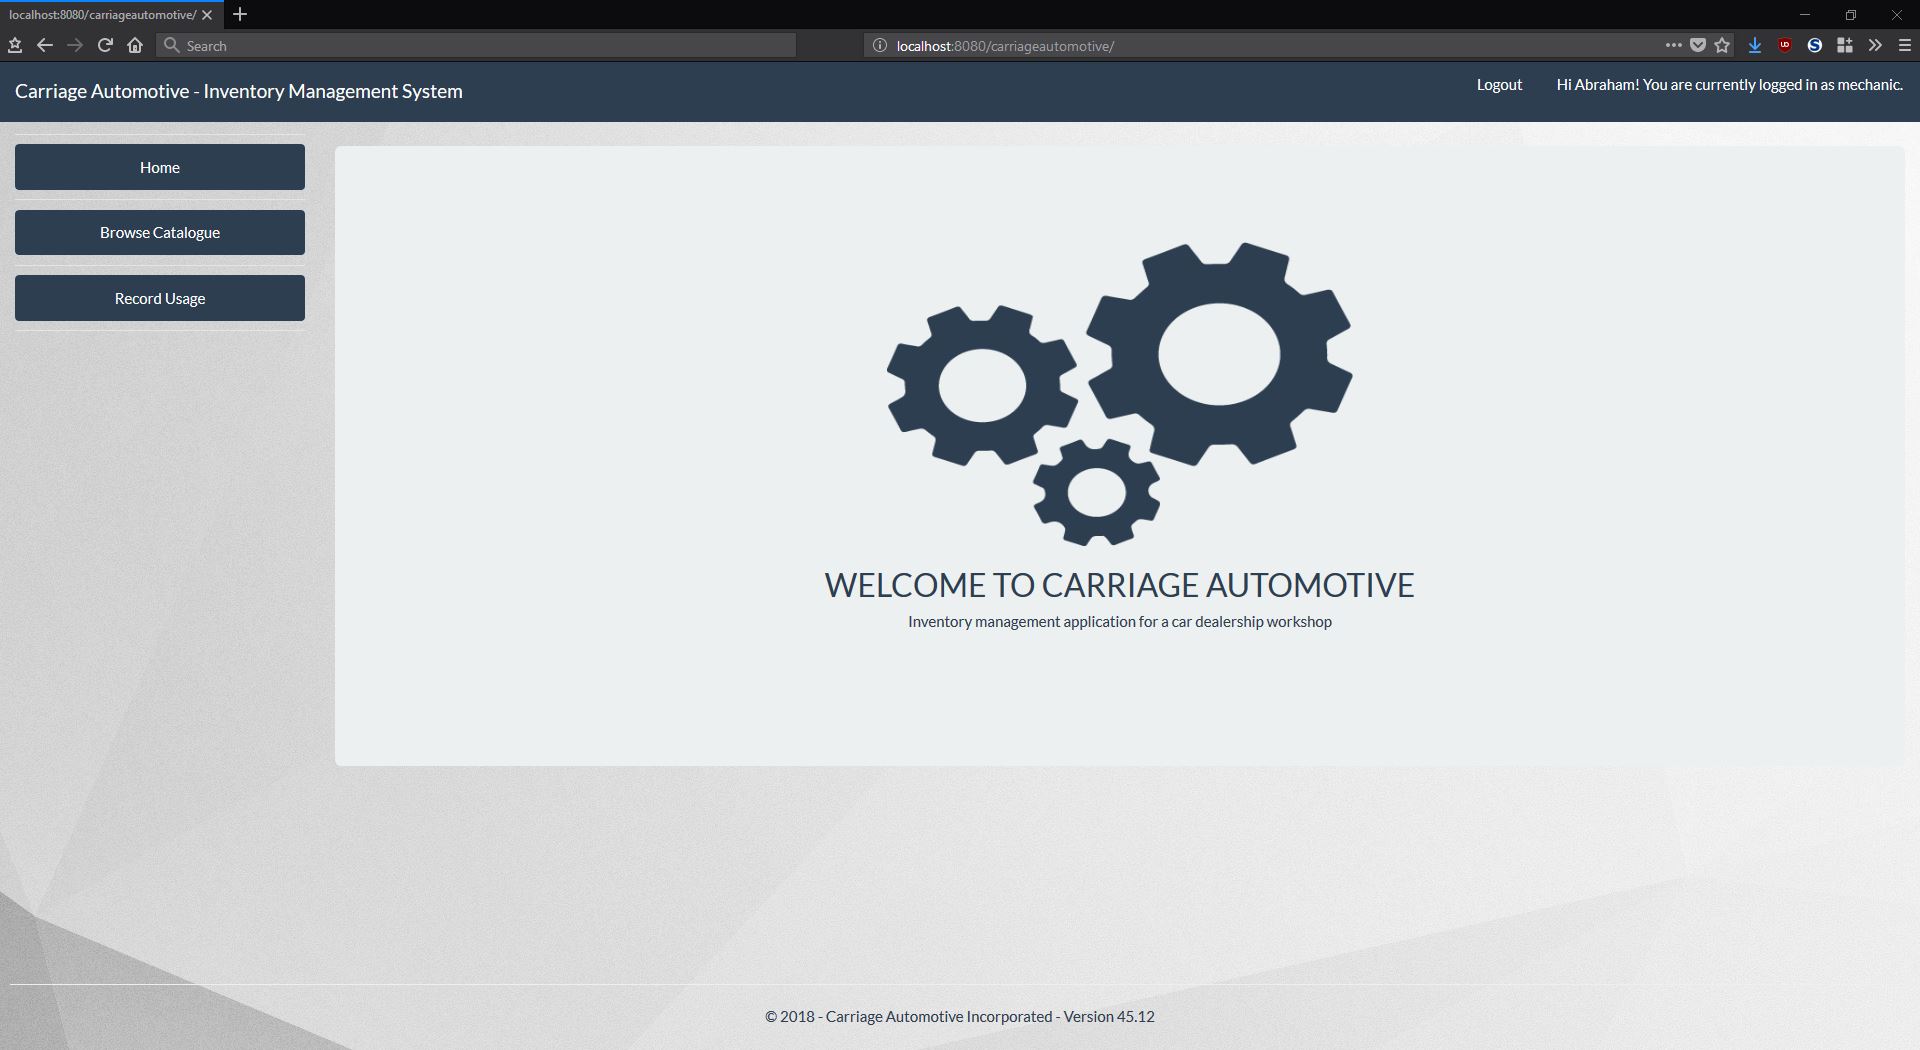 localhost:8080/carriageautomotive/
Search
localhost:8080/carriageautomotive/
Carriage Automotive - Inventory Management System
Logout
Hi Abraham! You are currently logged in as mechanic.
Home
Browse Catalogue
Record Usage
WELCOME TO CARRIAGE AUTOMOTIVE
Inventory management application for a car dealership workshop
© 2018 - Carriage Automotive Incorporated - Version 45.12